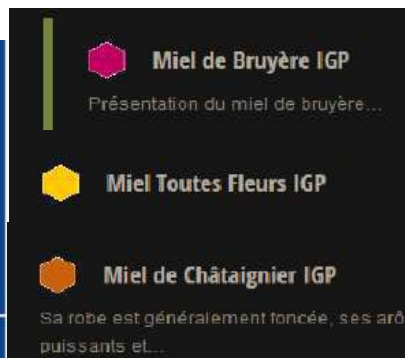 Miel de Bruyère IGP
Présentation du miel de bruyère...
Miel Toutes Fleurs IGP
Miel de Châtaignier IGP
Sa robe est généralement foncée, ses arô
puissants et...